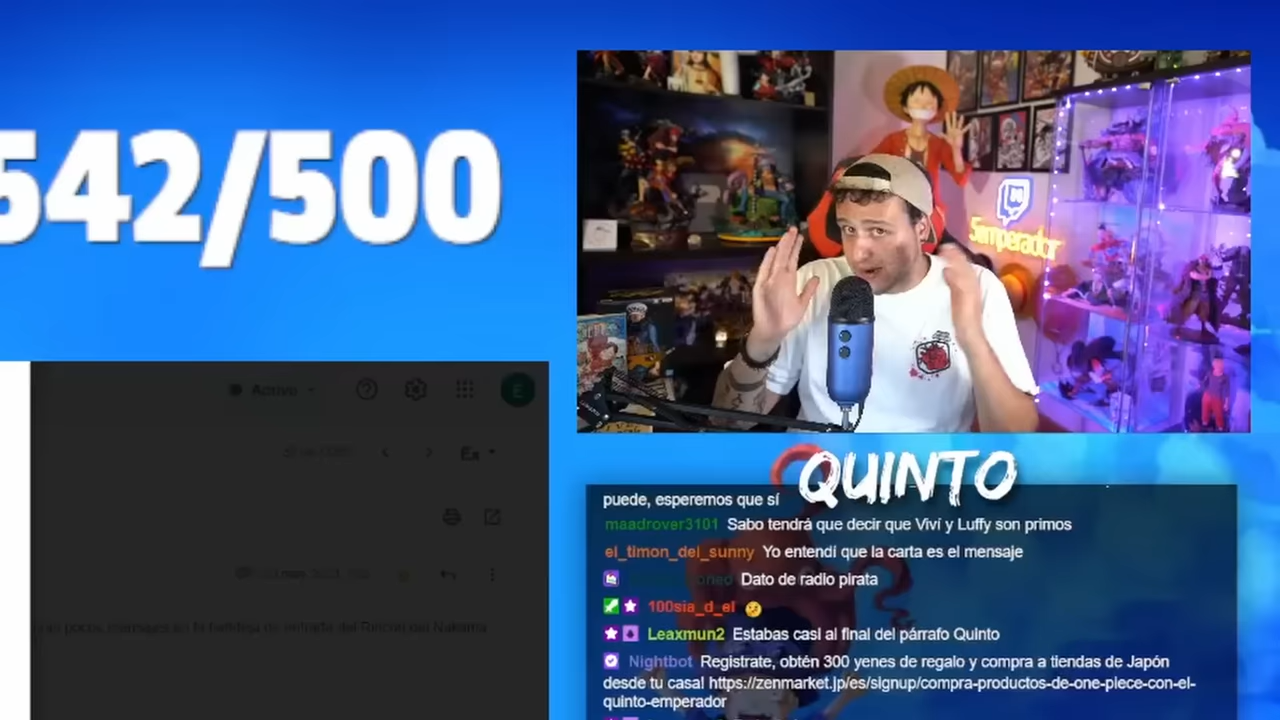 542/500
5emperador
Activo
QUINTO
puede, esperemos que sí
maadrover3101 Sabo tendrá que decir que Vivi y Luffy son primos
el_timon_del_sunny Yo entendí que la carta es el mensaje
Dato de radio pirata
100sia_d_el
Leaxmun2 Estabas casi al final del párrafo Quinto
Nightbot Registrate, obtén 300 yenes de regalo y compra a tiendas de Japón
desde tu casa! https://zenmarket.jp/es/signup/compra-productos-de-one-piece-con-el-
quinto-emperador